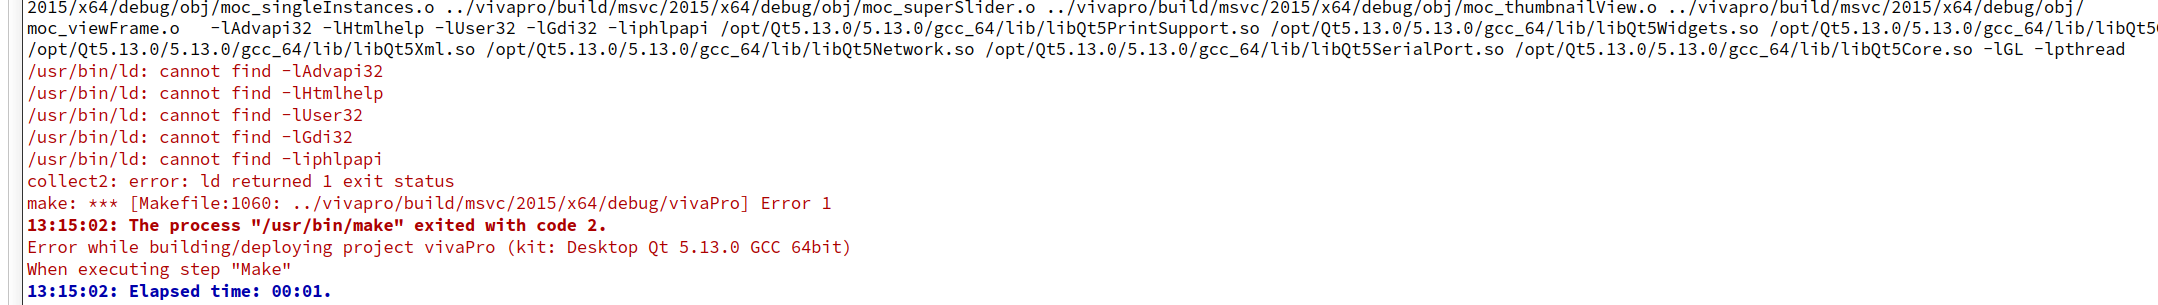 2015/x64/debug/obj/moc_singleInstances.o ../vivapro/build/msvc/2015/x64/debug/obj/moc_superSlider.o ../vivapro/build/msvc/2015/x64/debug/obj/moc_thumbnailView.o ../vivapro/build/msvc/2015/x64/debug/obj/
moc_viewFrame.o   -lAdvapi32 -lHtmlhelp -lUser32 -lGdi32 -liphlpapi /opt/Qt5.13.0/5.13.0/gcc_64/lib/libQt5PrintSupport.so /opt/Qt5.13.0/5.13.0/gcc_64/lib/libQt5Widgets.so /opt/Qt5.13.0/5.13.0/gcc_64/lib/libQt5
/opt/Qt5.13.0/5.13.0/gcc_64/lib/libQt5Xml.so /opt/Qt5.13.0/5.13.0/gcc_64/lib/libQt5Network.so /opt/Qt5.13.0/5.13.0/gcc_64/lib/libQt5SerialPort.so /opt/Qt5.13.0/5.13.0/gcc_64/lib/libQt5Core.so -lGL -lpthread
/usr/bin/ld: cannot find -lAdvapi32
/usr/bin/ld: cannot find -lHtmlhelp
/usr/bin/ld: cannot find -lUser32
/usr/bin/ld: cannot find -lGdi32
/usr/bin/ld: cannot find -liphlpapi
collect2: error: ld returned 1 exit status
make: *** [Makefile:1060: ../vivapro/build/msvc/2015/x64/debug/vivaPro] Error 1
13:15:02: The process "/usr/bin/make" exited with code 2.
Error while building/deploying project vivaPro (kit: Desktop Qt 5.13.0 GCC 64bit)
When executing step "Make"
13:15:02: Elapsed time: 00:01.